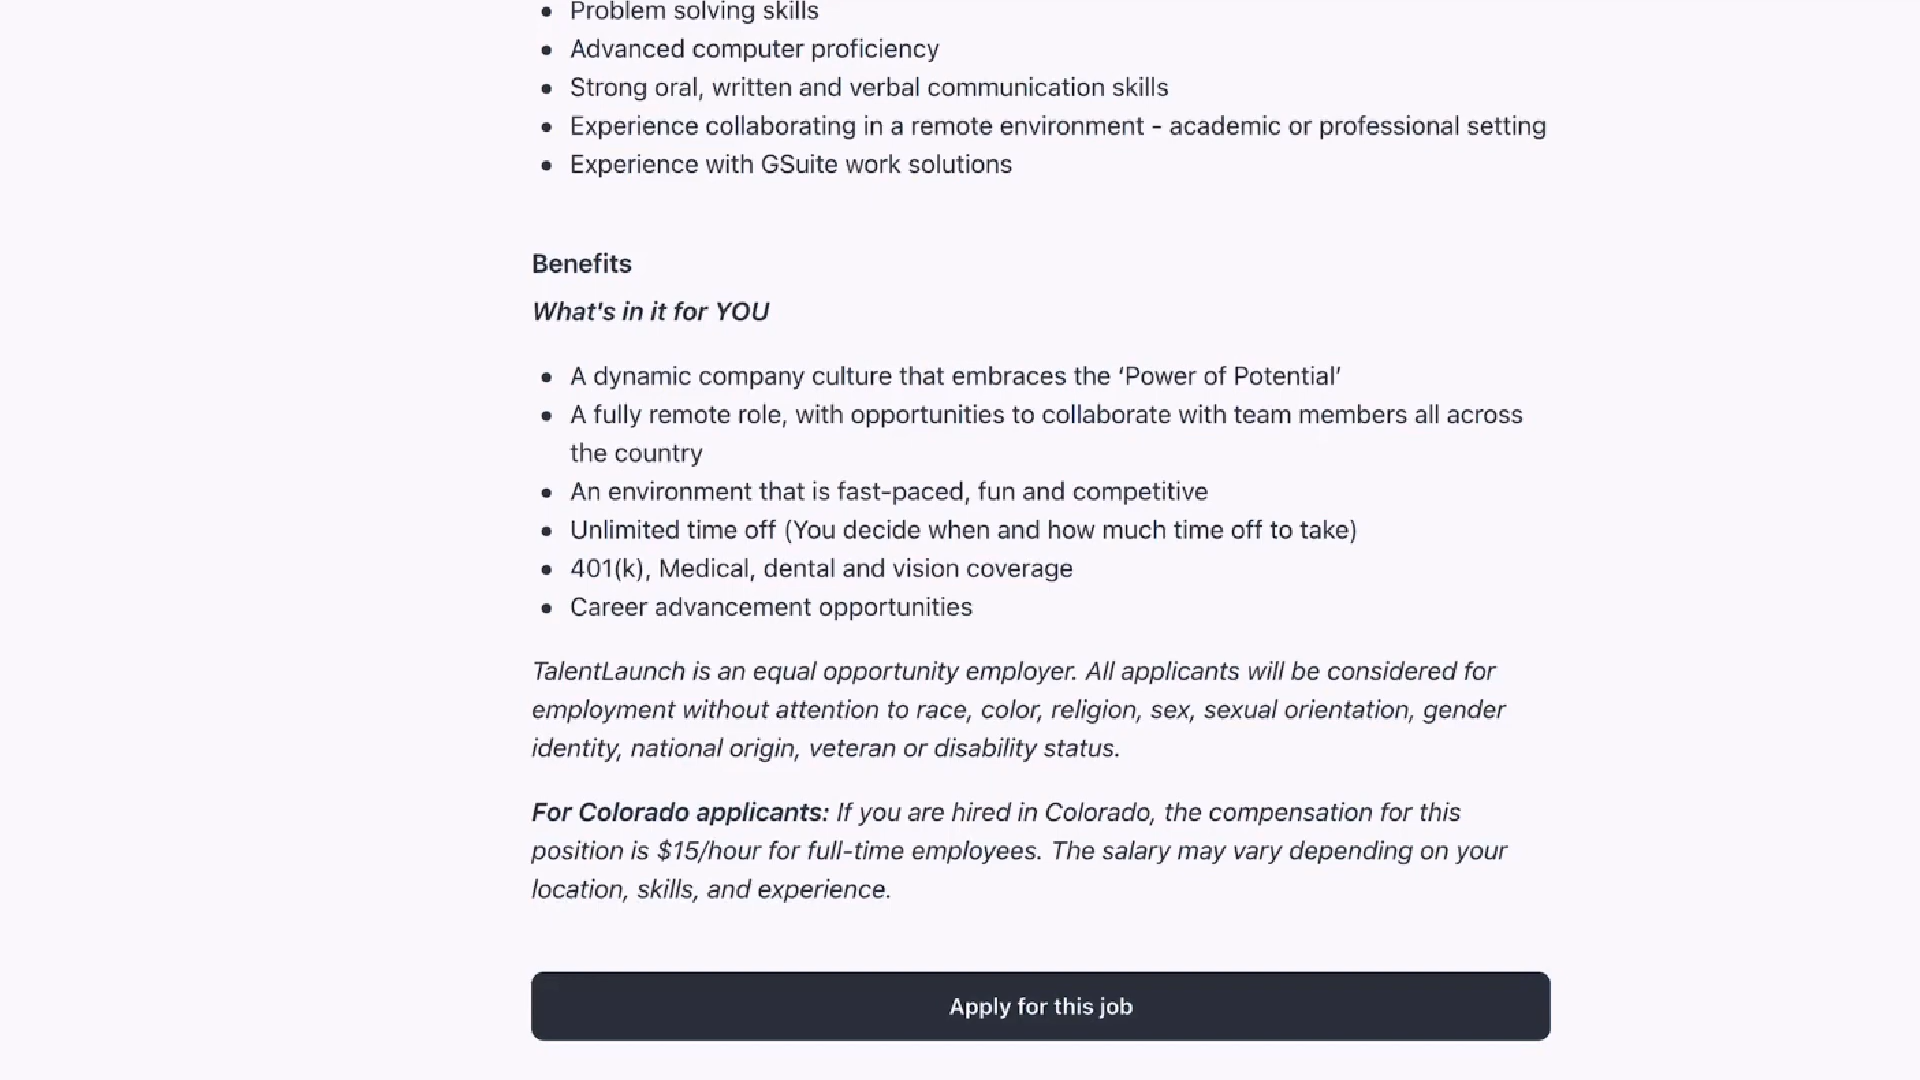 Problem solving skills
Advanced computer proficiency
Strong oral, written and verbal communication skills
Experience collaborating in a remote environment - academic or professional setting
Experience with GSuite work solutions
Benefits
What's in it for YOU
A dynamic company culture that embraces the ‘Power of Potential’
A fully remote role, with opportunities to collaborate with team members all across
the country
An environment that is fast-paced, fun and competitive
Unlimited time off (You decide when and how much time off to take)
401(k), Medical, dental and vision coverage
Career advancement opportunities
TalentLaunch is an equal opportunity employer. All applicants will be considered for
employment without attention to race, color, religion, sex, sexual orientation, gender
identity, national origin, veteran or disability status.
For Colorado applicants: If you are hired in Colorado, the compensation for this
position is $15/hour for full-time employees. The salary may vary depending on your
location, skills, and experience.
Apply for this job